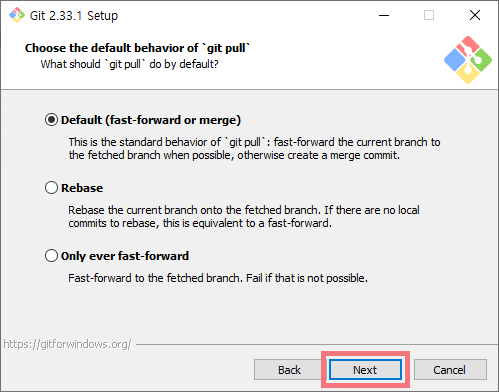 Git 2.33.1 Setup
Choose the default behavior of `git pull`
What should `git pull` do by default?
Default (fast-forward or merge)
This is the standard behavior of `git pull`: fast-forward the current branch to
the fetched branch when possible, otherwise create a merge commit.
Rebase
Rebase the current branch onto the fetched branch. If there are no local
commits to rebase, this is equivalent to a fast-forward.
Only ever fast-forward
Fast-forward to the fetched branch. Fail if that is not possible.
https://gitforwindows.org/
Back
Next
Cancel